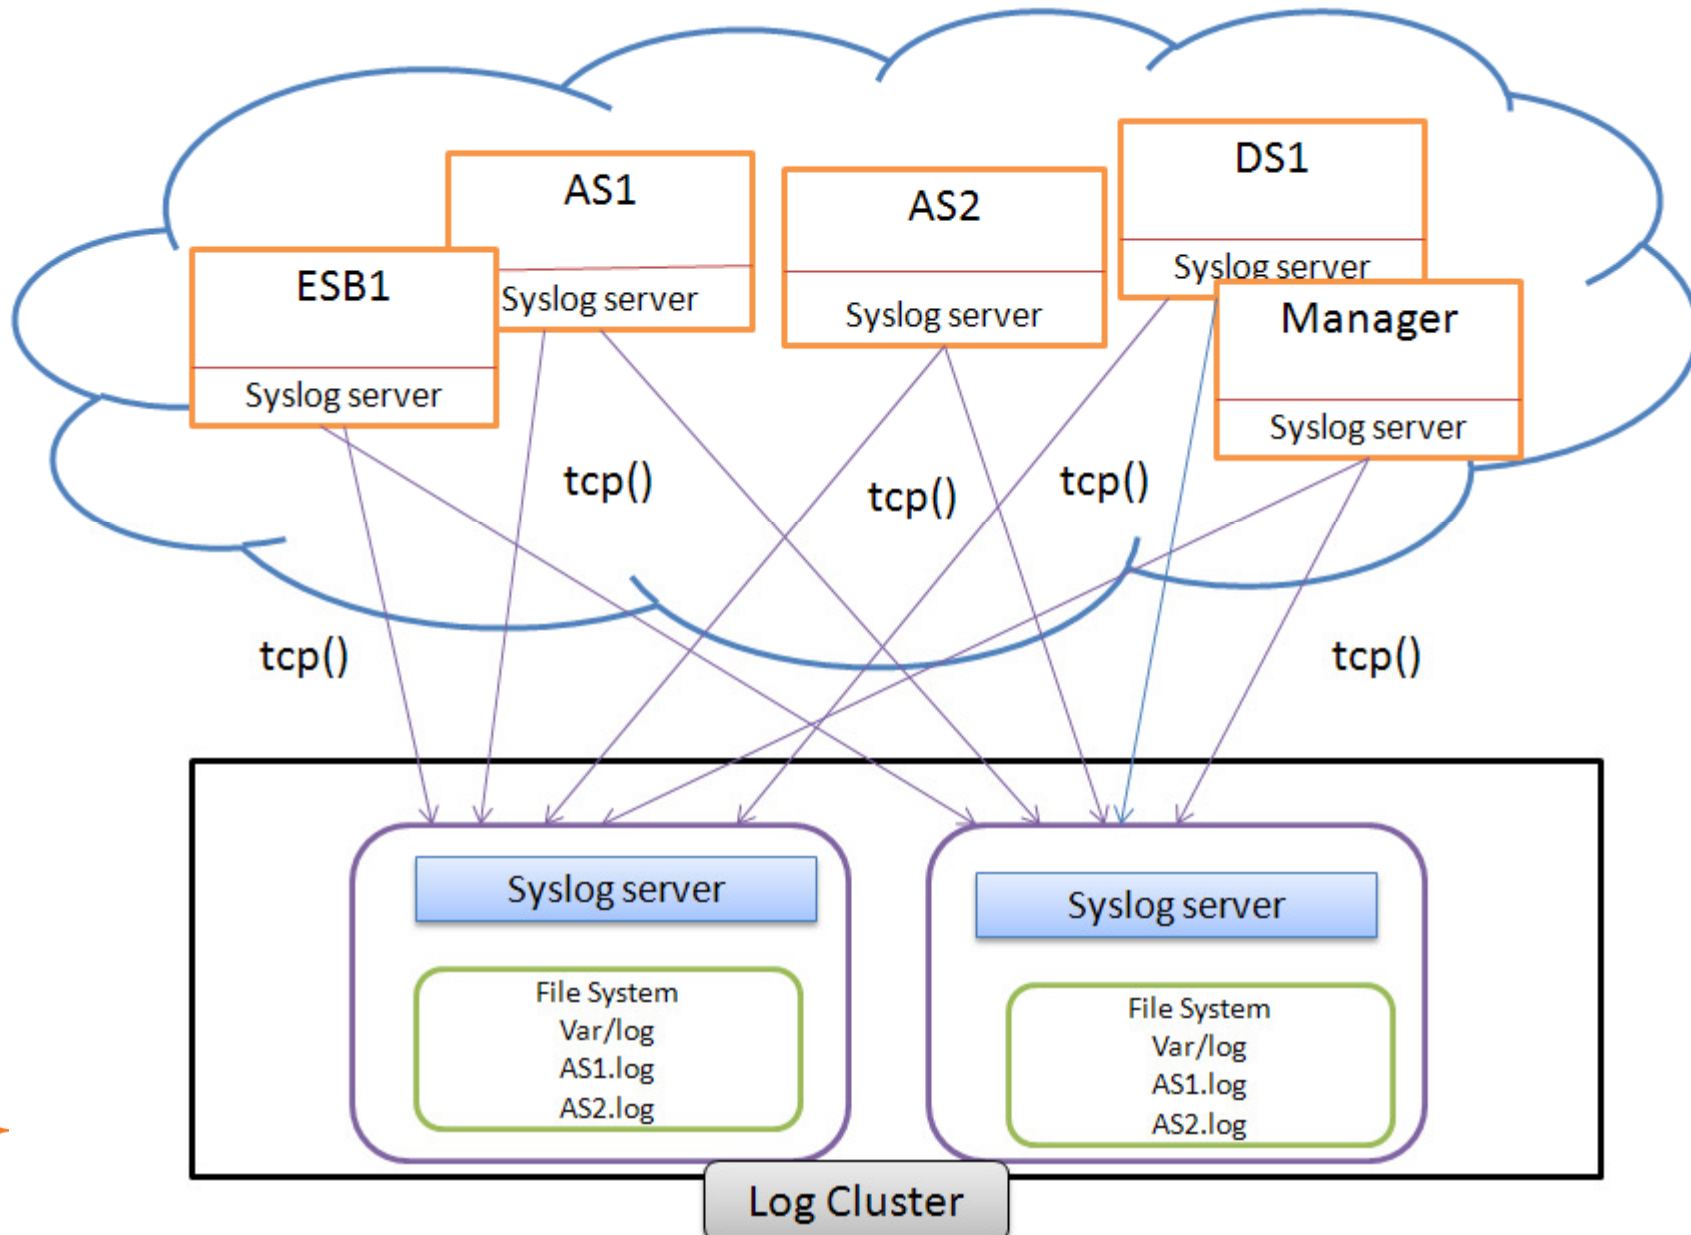 DS1
Syslog server
AS1
Syslog server
AS2
Syslog server
ESB1
Syslog server
Manager
Syslog server
tcp()
tcp()
tcp()
tcp()
tcp()
Syslog server
File System
Var/log
AS1.log
AS2.log
Syslog server
File System
Var/log
AS1.log
AS2.log
Log Cluster